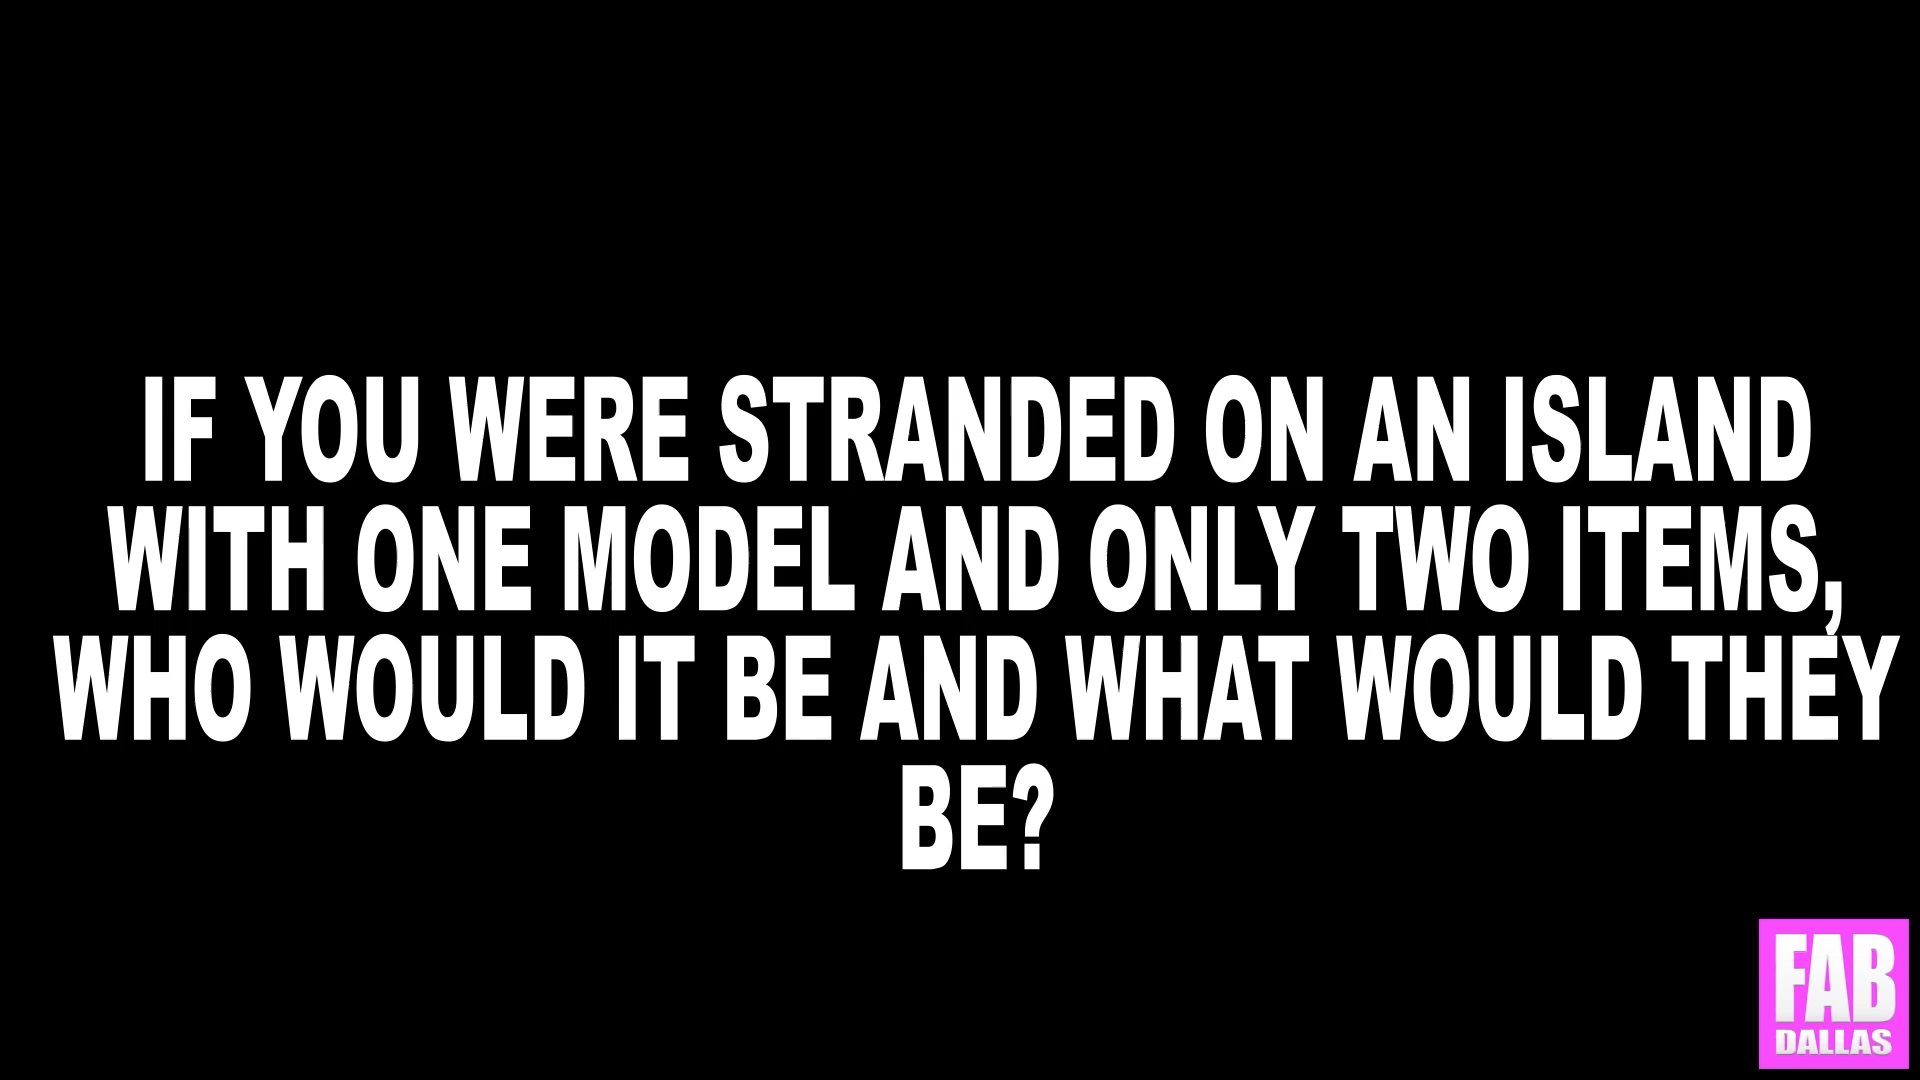 IF YOU WERE STRANDED ON AN ISLAND
WITH ONE MODEL AND ONLY TWO ITEMS,
WHO WOULD IT BE AND WHAT WOULD THEY
BE?
FAB
DALLAS